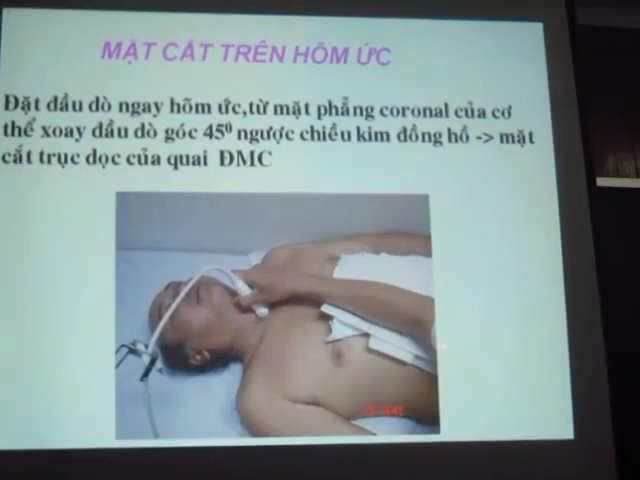 MẶT CẮT TRÊN HÕM ỨC
Đặt đầu dò ngay hõm ức,từ mặt phẳng coronal của cơ
thể xoay đầu dò góc 45⁰ ngược chiều kim đồng hồ -> mặt
cắt trục dọc của quai ĐMC